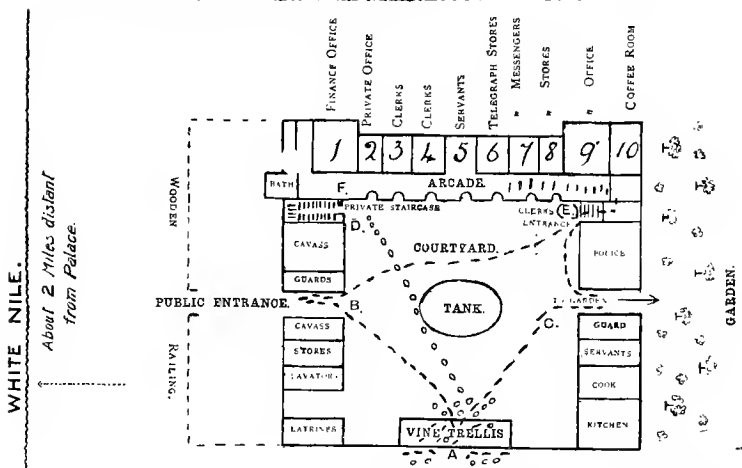 FINANCE OFFICE
PRIVATE OFFICE
CLERKS
CLERKS
SERVANTS
TELEGRAPH STORES
" MESSENGERS
" STORES
" OFFICE
COFFEE ROOM
1 2 3 4 5 6 7 8 9 10
BATH
F.
ARCADE.
PRIVATE STAIRCASE
CLERKS (E.)
ENTRANCE
D.
CAVASS
COURTYARD.
POLICE
GUARDS
PUBLIC ENTRANCE.
B.
TANK.
TO GARDEN
C.
CAVASS
GUARD
STORES
SERVANTS
LAVATORY
COOK
LATRINES
VINE TRELLIS
KITCHEN
A
WOODEN
RAILING.
WHITE NILE.
About 2 Miles distant
from Palace.
GARDEN.